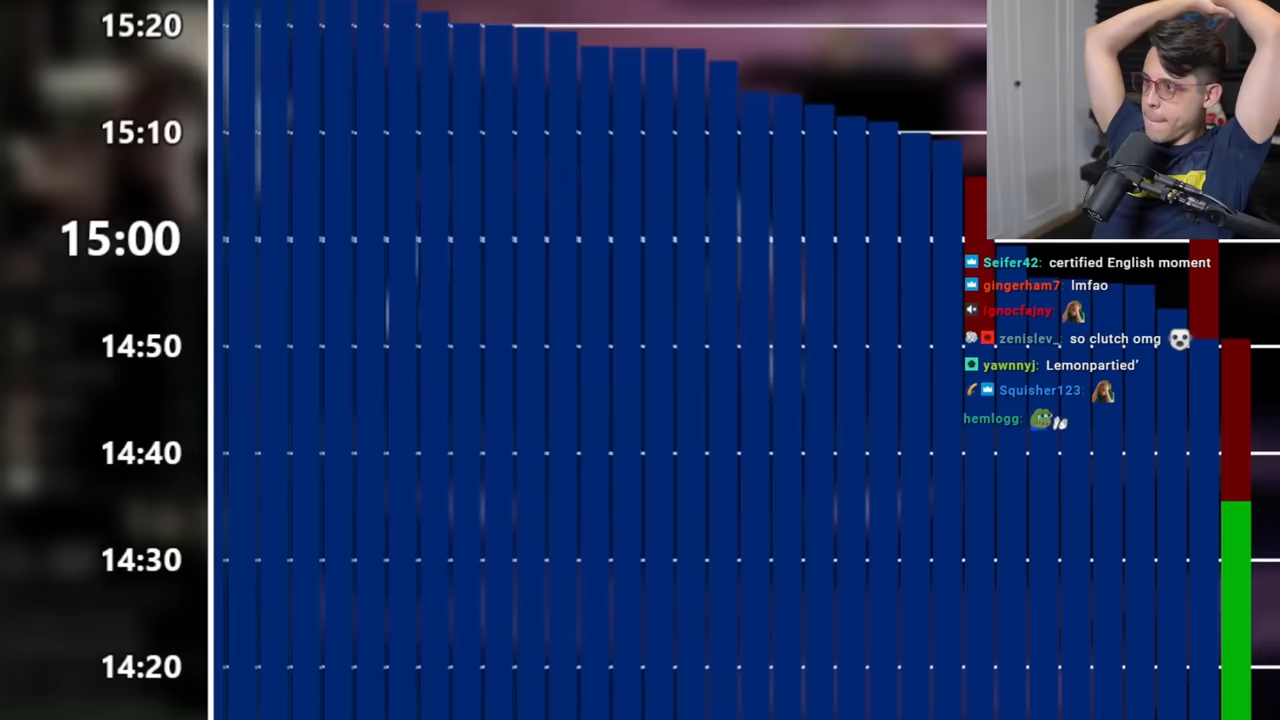 15:20
15:10
15:00
14:50
14:40
14:30
14:20
Seifer42: certified English moment
gingerham7: lmfao
ignocfajny:
zenislev_: so clutch omg
yawnnyj: Lemonpartied'
Squisher123:
hemlogg: